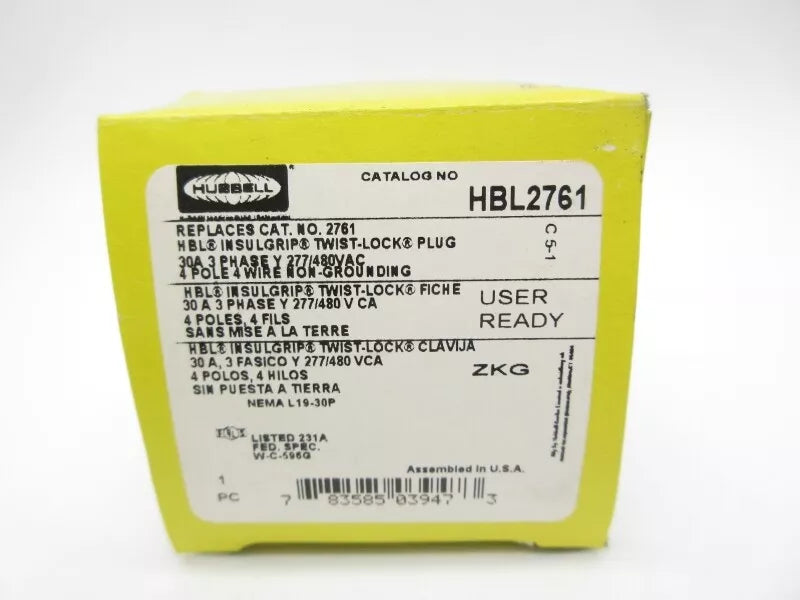 HUBBELL
®
CATALOG NO
HBL2761
REPLACES CAT. NO. 2761
HBL® INSULGRIP® TWIST-LOCK® PLUG
30A 3 PHASE Y 277/480VAC
4 POLE 4 WIRE NON-GROUNDING
C 5-1
HBL® INSULGRIP® TWIST-LOCK® FICHE
30 A 3 PHASE Y 277/480 V CA
4 POLES, 4 FILS
SANS MISE A LA TERRE
USER
READY
HBL® INSULGRIP® TWIST-LOCK® CLAVIJA
30 A, 3 FASICO Y 277/480 VCA
4 POLOS, 4 HILOS
SIN PUESTA A TIERRA
ZKG
NEMA L19-30P
LISTED 231A
FED. SPEC.
W-C-596G
Assembled in U.S.A.
1
PC
7 83585 03947 3